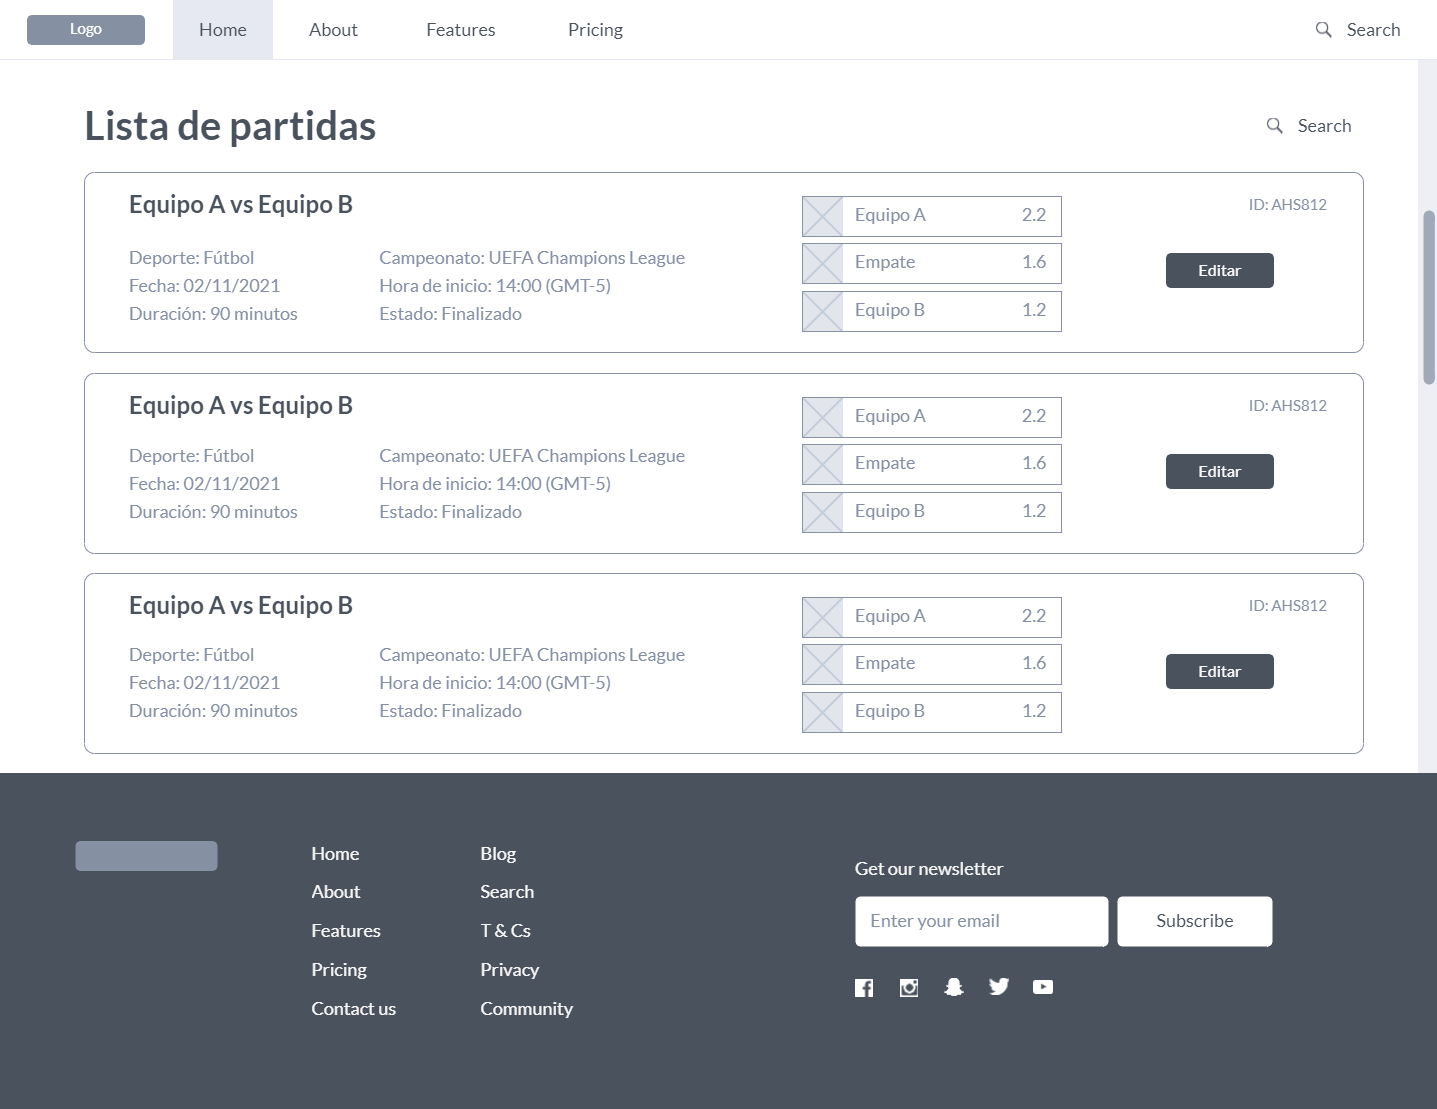 Logo
Home
About
Features
Pricing
Search
Lista de partidas
Search
Equipo A vs Equipo B
ID: AHS812
Deporte: Fútbol
Fecha: 02/11/2021
Duración: 90 minutos
Campeonato: UEFA Champions League
Hora de inicio: 14:00 (GMT-5)
Estado: Finalizado
Equipo A 2.2
Empate 1.6
Equipo B 1.2
Editar
Equipo A vs Equipo B
ID: AHS812
Deporte: Fútbol
Fecha: 02/11/2021
Duración: 90 minutos
Campeonato: UEFA Champions League
Hora de inicio: 14:00 (GMT-5)
Estado: Finalizado
Equipo A 2.2
Empate 1.6
Equipo B 1.2
Editar
Equipo A vs Equipo B
ID: AHS812
Deporte: Fútbol
Fecha: 02/11/2021
Duración: 90 minutos
Campeonato: UEFA Champions League
Hora de inicio: 14:00 (GMT-5)
Estado: Finalizado
Equipo A 2.2
Empate 1.6
Equipo B 1.2
Editar
Home
About
Features
Pricing
Contact us
Blog
Search
T & Cs
Privacy
Community
Get our newsletter
Enter your email
Subscribe